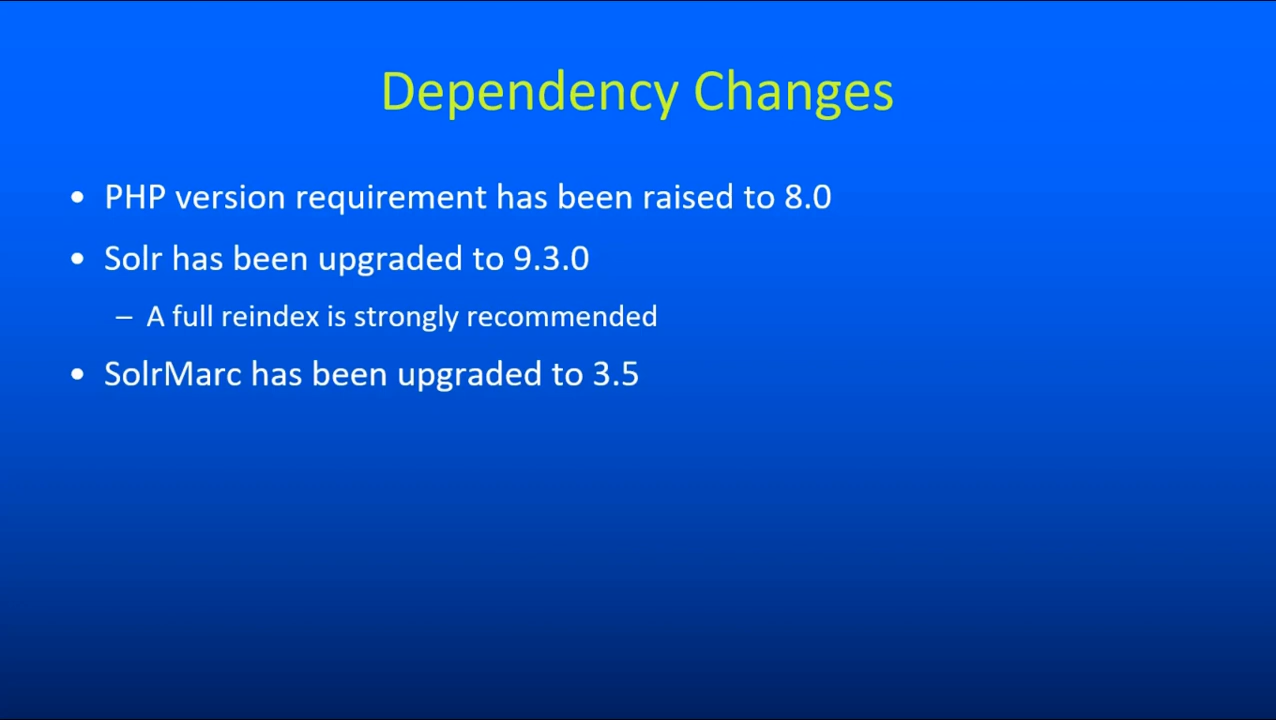 Dependency Changes
• PHP version requirement has been raised to 8.0
• Solr has been upgraded to 9.3.0
– A full reindex is strongly recommended
• SolrMarc has been upgraded to 3.5